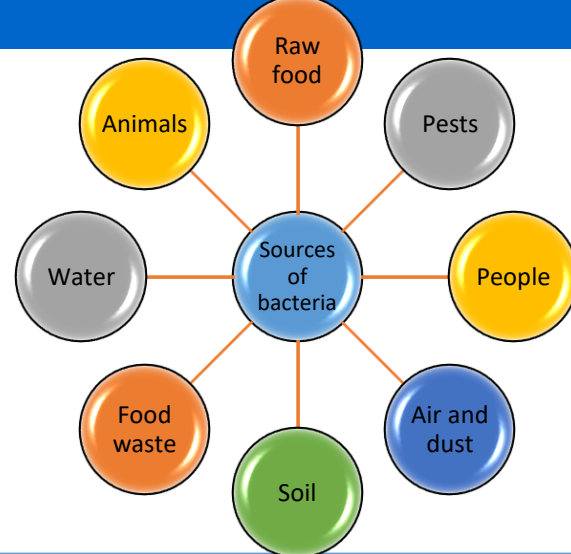 Raw
food
Animals
Pests
Sources
of
bacteria
Water
People
Food
waste
Air and
dust
Soil